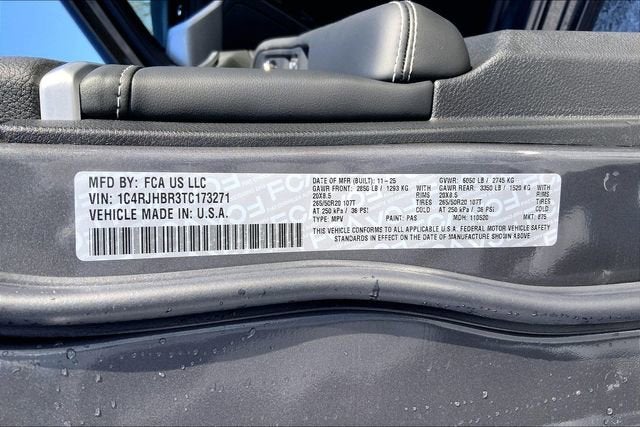 MFD BY: FCA US LLC
VIN: 1C4RJHBR3TC173271
VEHICLE MADE IN U.S.A.
DATE OF MFR (BUILT): 11-25 GVWR: 6050 LB / 2745 KG
GAWR FRONT: 2850 LB / 1293 KG WITH GAWR REAR: 3350 LB / 1520 KG WITH
20X8.5 RIMS 20X8.5 RIMS
265/50R20 107T TIRES 265/50R20 107T TIRES
AT 250 kPa / 36 PSI AT 250 kPa / 36 PSI
TYPE: MPV PAINT: PAS MDH: 110520 MKT: 875
THIS VEHICLE CONFORMS TO ALL APPLICABLE U.S.A. FEDERAL MOTOR VEHICLE SAFETY
STANDARDS IN EFFECT ON THE DATE OF MANUFACTURE SHOWN ABOVE.